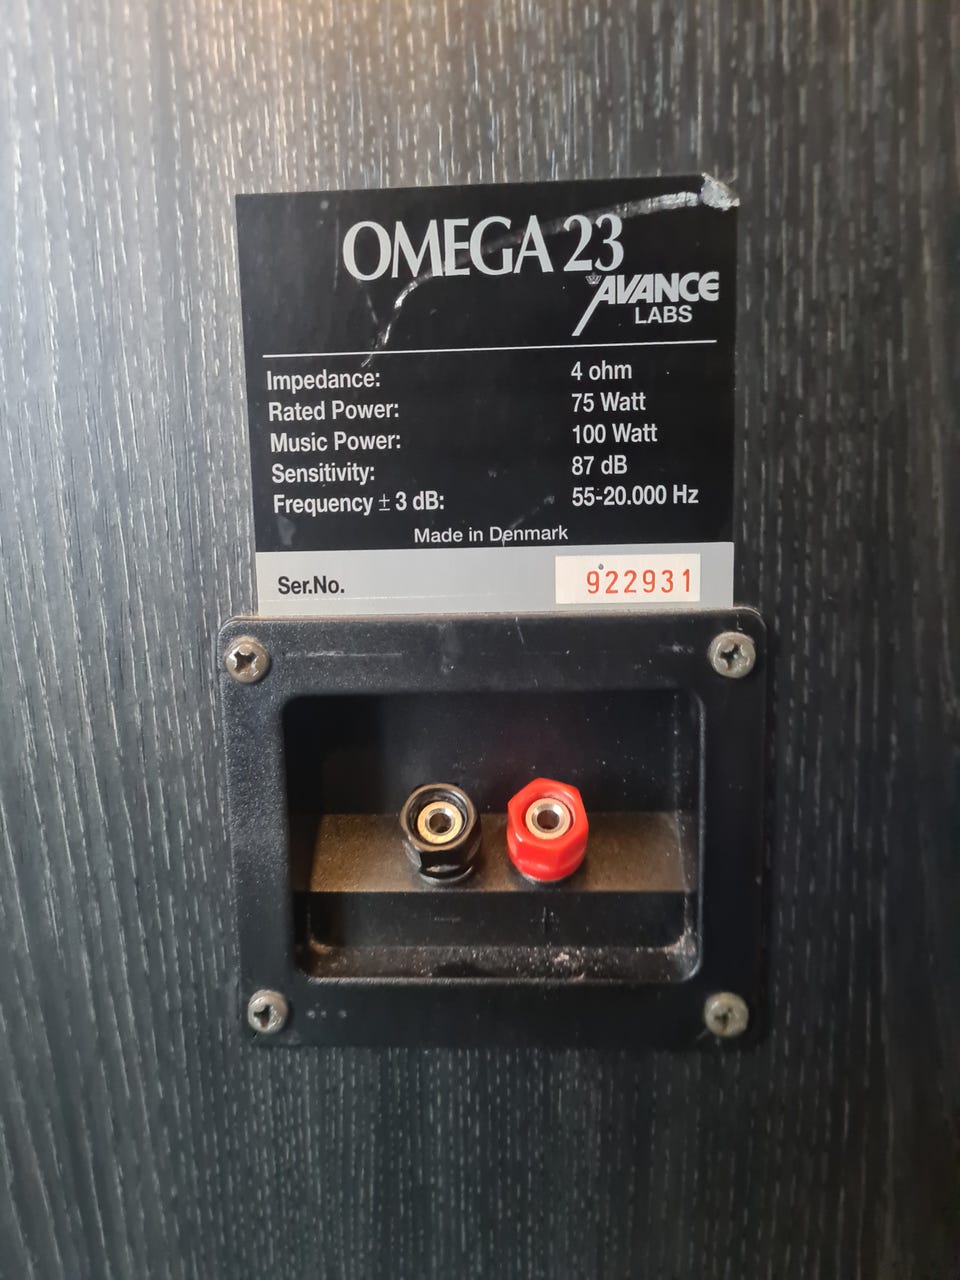 OMEGA 23
AVANCE
LABS
Impedance: 4 ohm
Rated Power: 75 Watt
Music Power: 100 Watt
Sensitivity: 87 dB
Frequency ± 3 dB: 55-20.000 Hz
Made in Denmark
Ser.No. 922931
- +